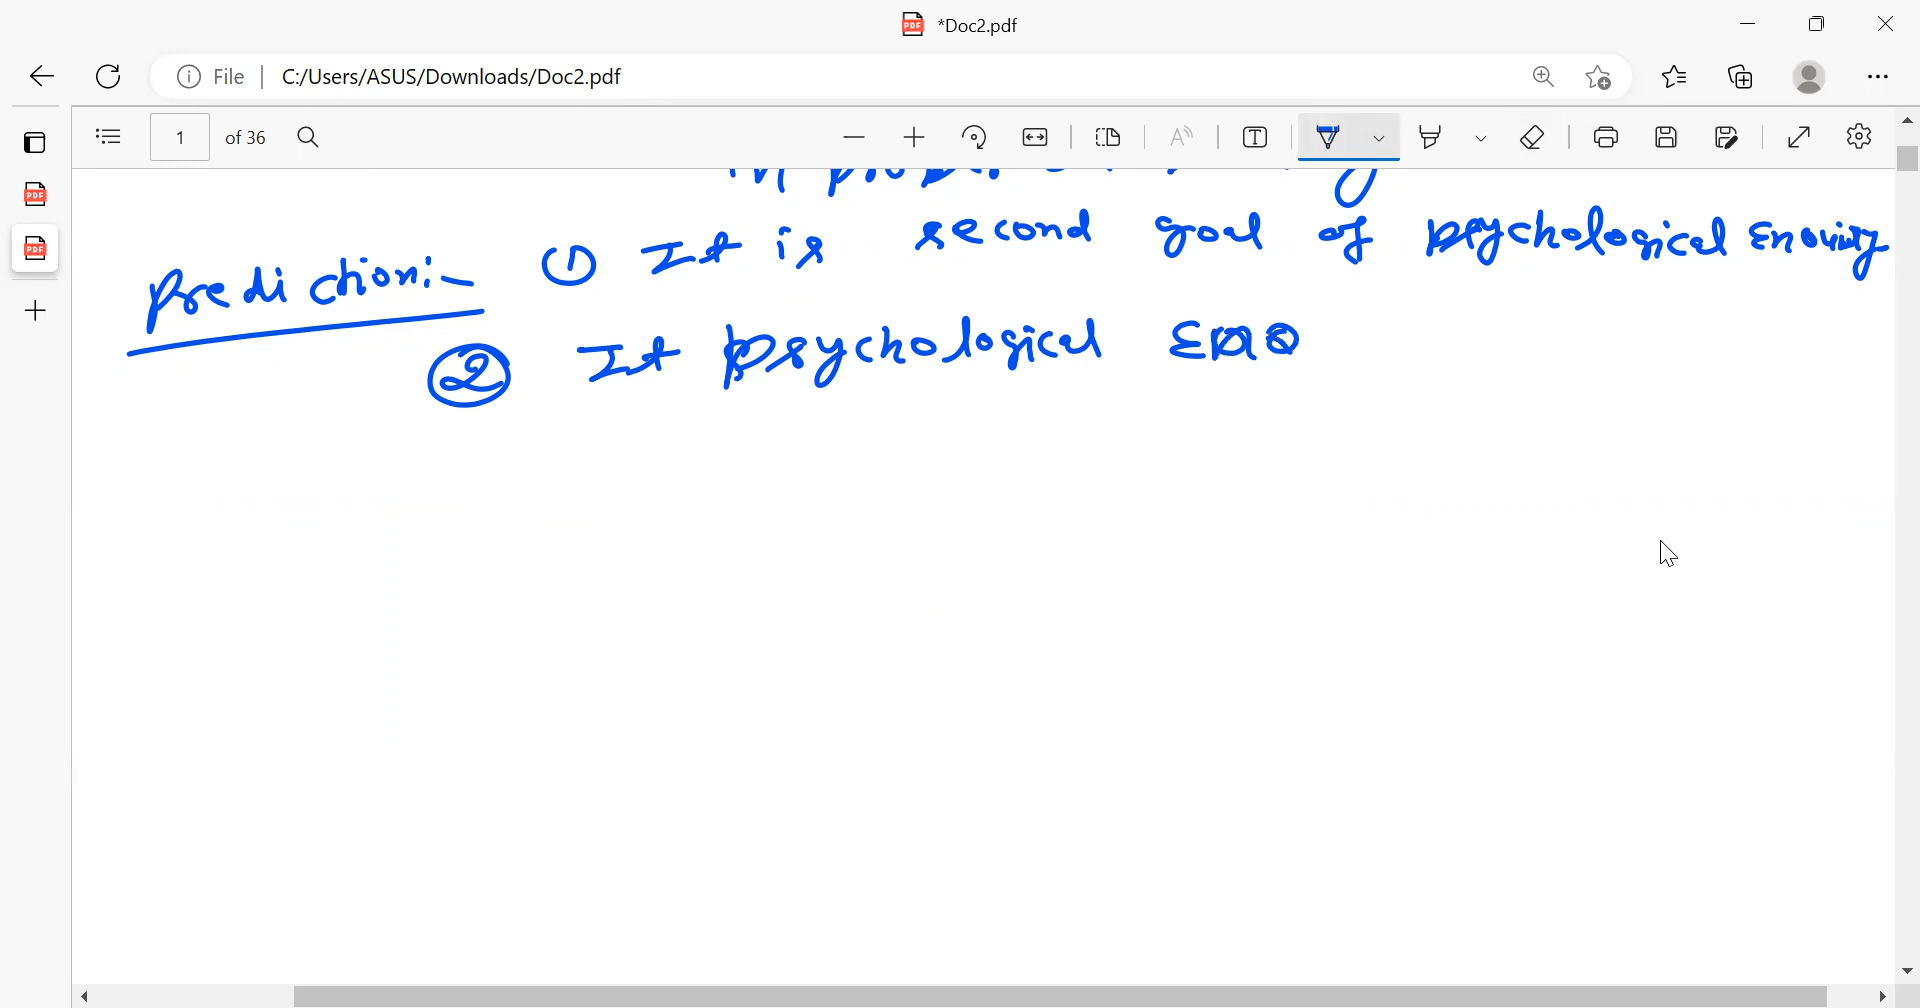 *Doc2.pdf
File | C:/Users/ASUS/Downloads/Doc2.pdf
1 of 36
① It is second goal of psychological Enquiry
Prediction:-
② It psychological